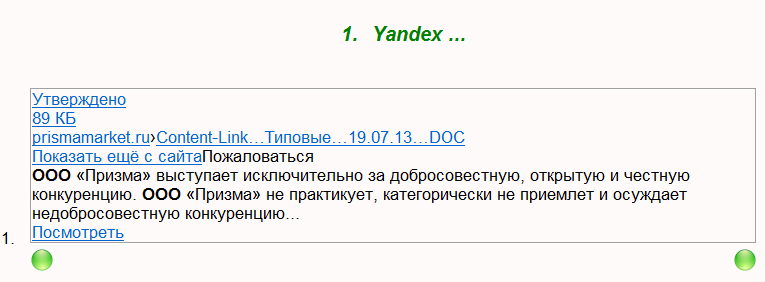 1. Yandex ...
Утверждено
89 КБ
prismamarket.ru›Content-Link…Типовые…19.07.13…DOC
Показать ещё с сайтаПожаловаться
ООО «Призма» выступает исключительно за добросовестную, открытую и честную
конкуренцию. ООО «Призма» не практикует, категорически не приемлет и осуждает
недобросовестную конкуренцию...
1. Посмотреть